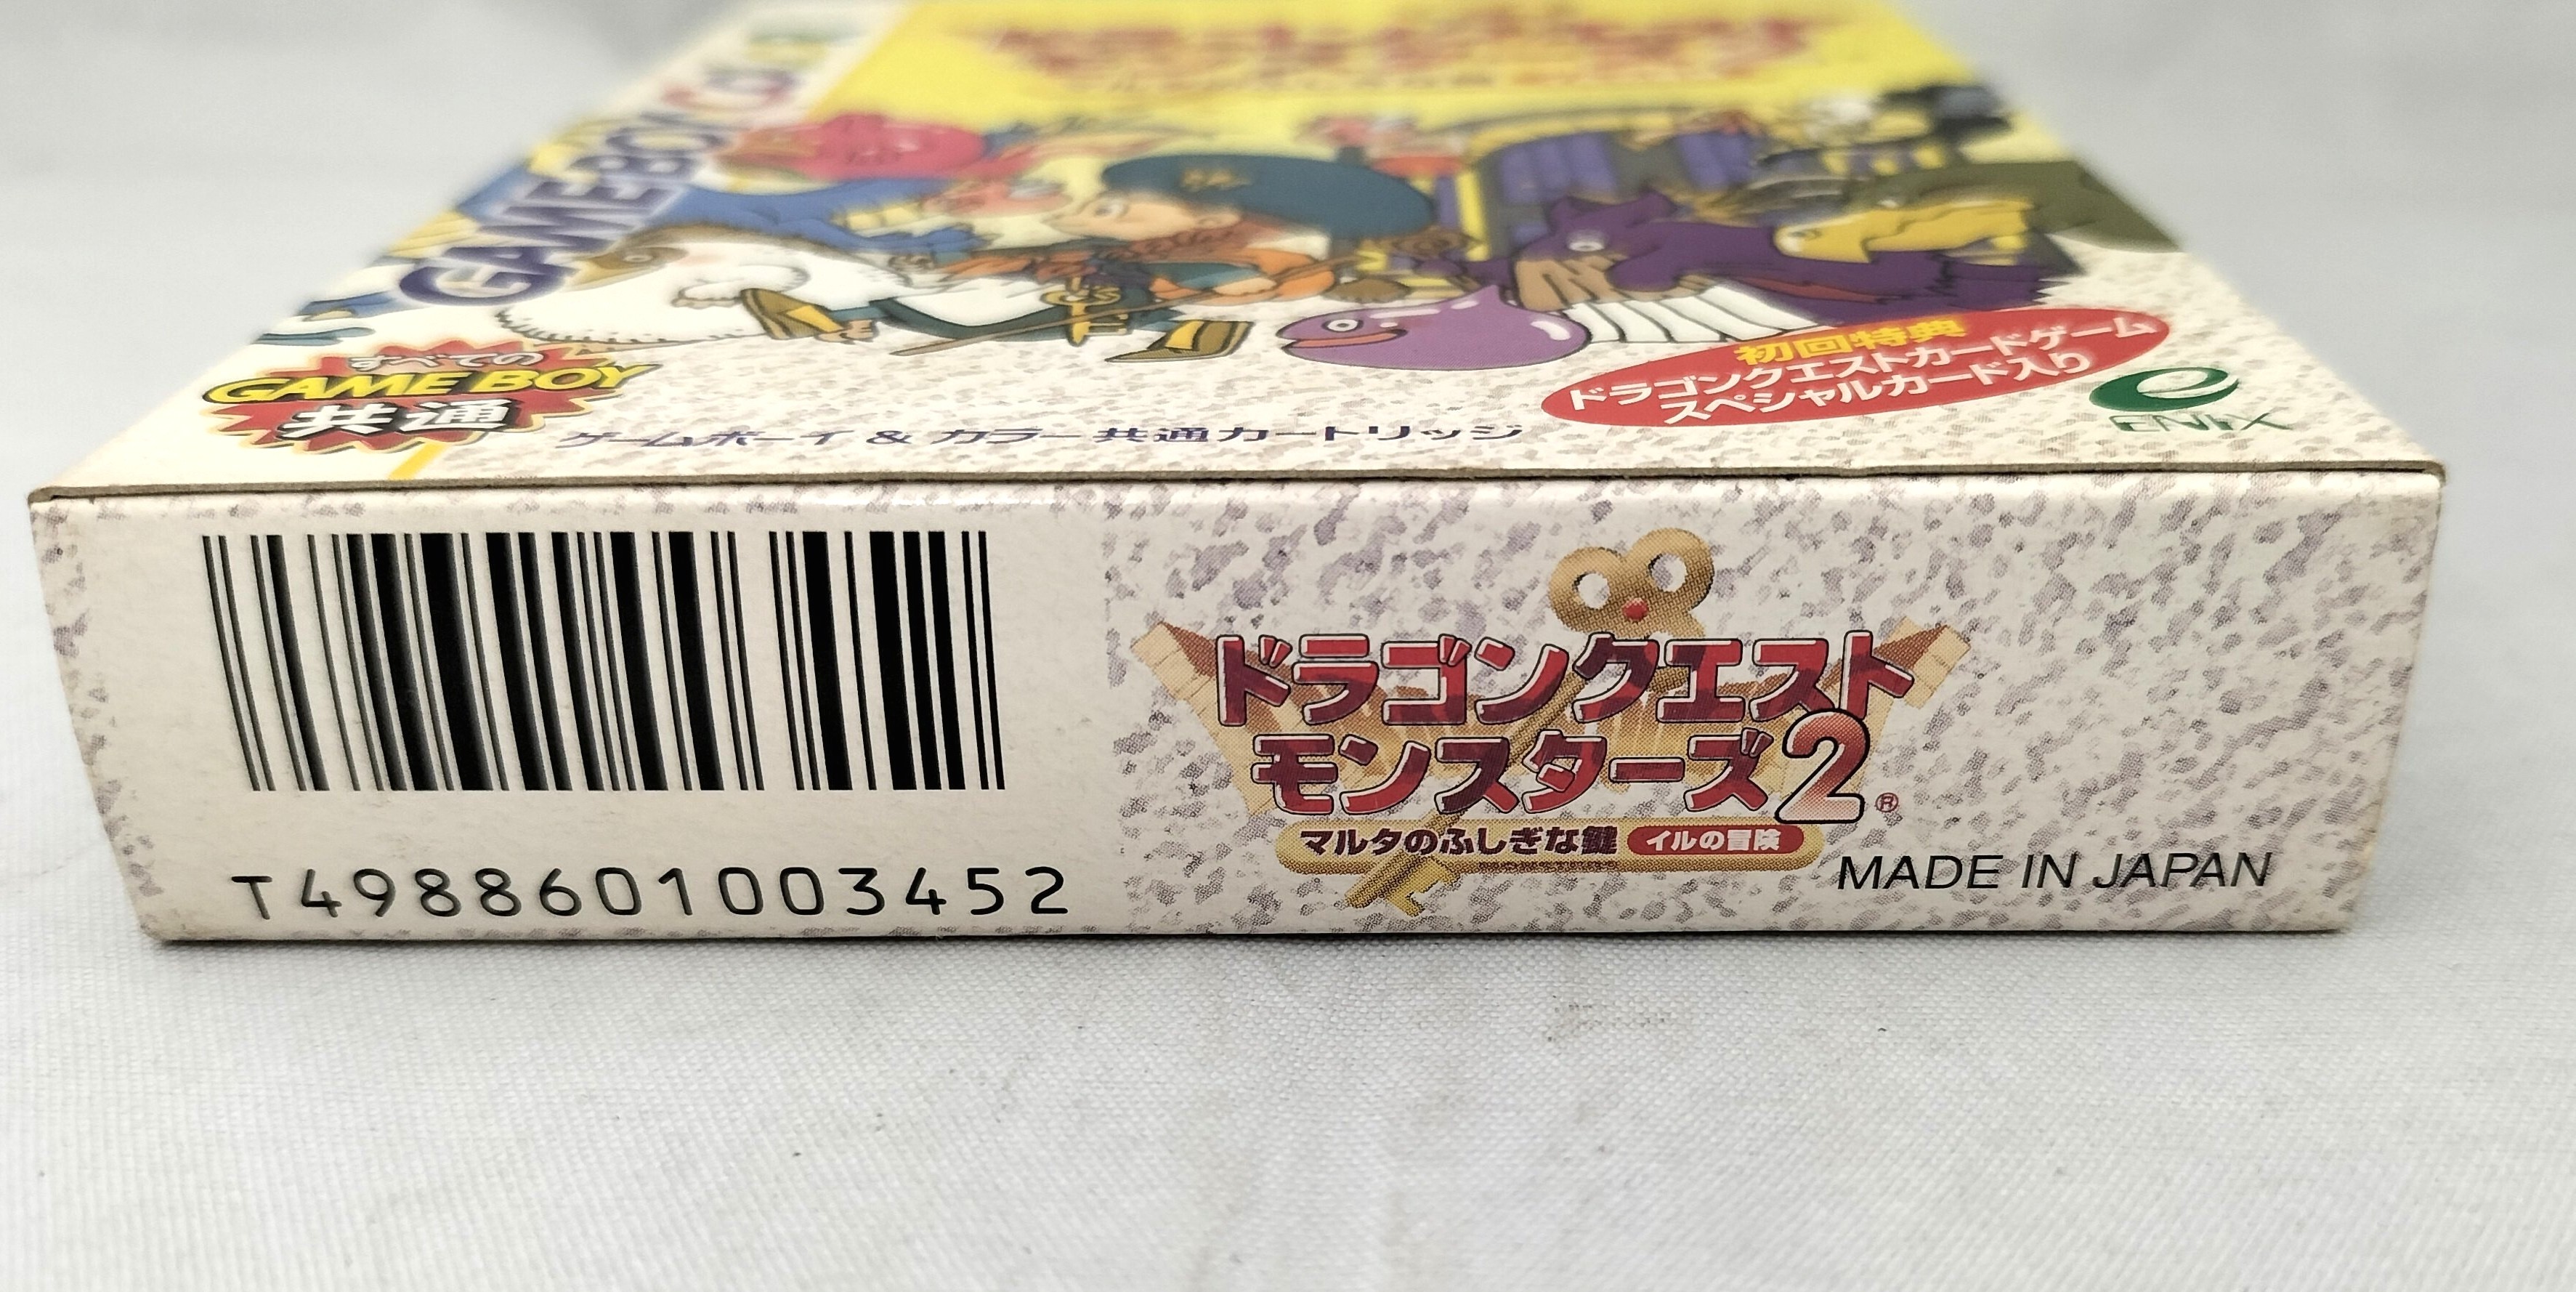 GAME BOY
すべての
GAME BOY
共通
ゲームボーイ & カラー共通カートリッジ
初回特典
ドラゴンクエストカードゲーム
スペシャルカード入り
ENIX
T4988601003452
ドラゴンクエスト
モンスターズ2®
マルタのふしぎな鍵 イルの冒険
MADE IN JAPAN